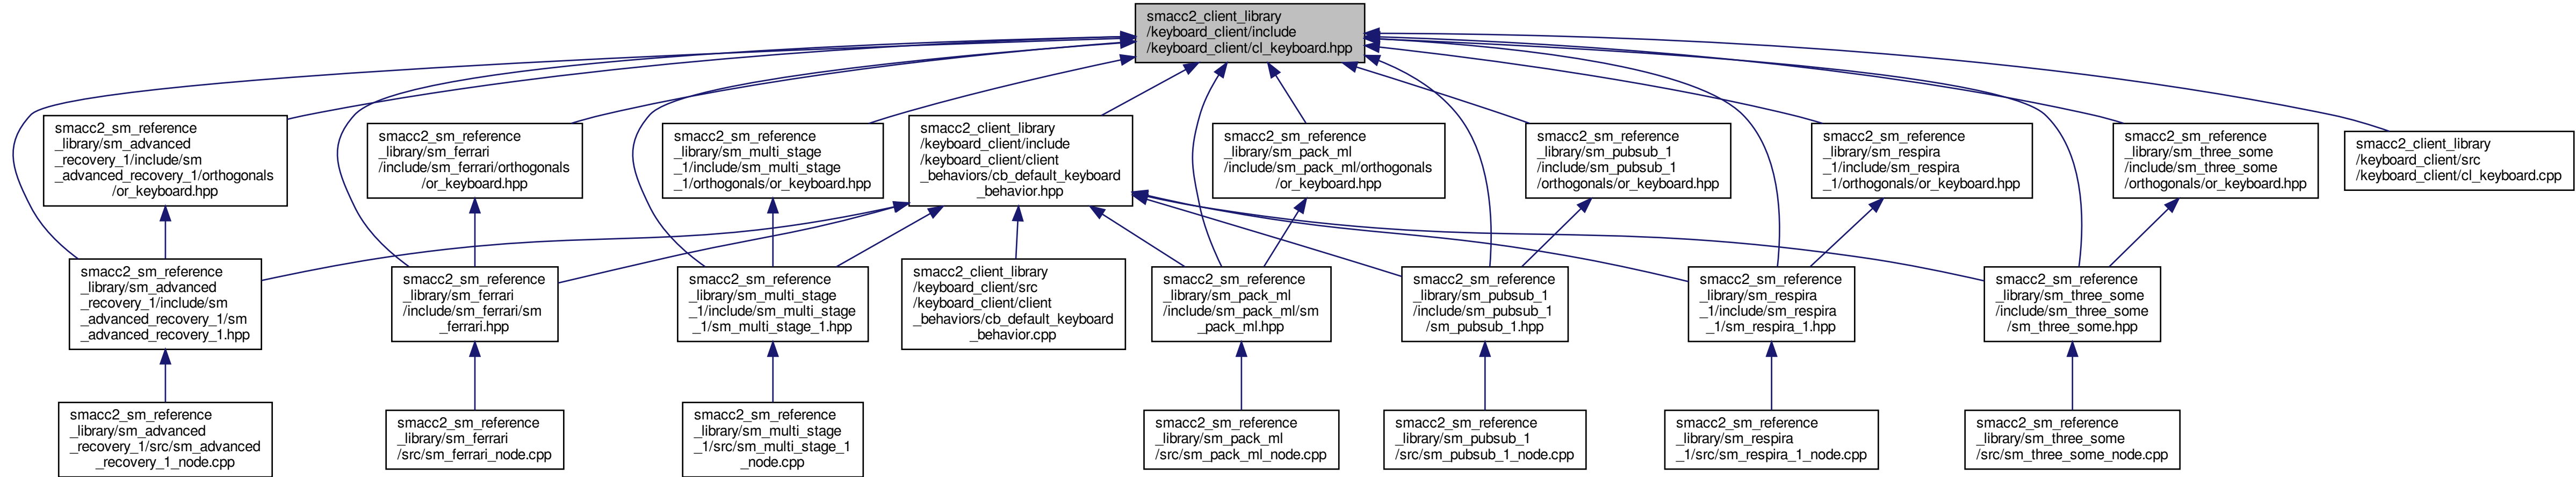 smacc2_client_library
/keyboard_client/include
/keyboard_client/cl_keyboard.hpp
smacc2_sm_reference
_library/sm_advanced
_recovery_1/include/sm
_advanced_recovery_1/orthogonals
/or_keyboard.hpp
smacc2_sm_reference
_library/sm_ferrari
/include/sm_ferrari/orthogonals
/or_keyboard.hpp
smacc2_sm_reference
_library/sm_multi_stage
_1/include/sm_multi_stage
_1/orthogonals/or_keyboard.hpp
smacc2_client_library
/keyboard_client/include
/keyboard_client/client
_behaviors/cb_default_keyboard
_behavior.hpp
smacc2_sm_reference
_library/sm_pack_ml
/include/sm_pack_ml/orthogonals
/or_keyboard.hpp
smacc2_sm_reference
_library/sm_pubsub_1
/include/sm_pubsub_1
/orthogonals/or_keyboard.hpp
smacc2_sm_reference
_library/sm_respira
_1/include/sm_respira
_1/orthogonals/or_keyboard.hpp
smacc2_sm_reference
_library/sm_three_some
/include/sm_three_some
/orthogonals/or_keyboard.hpp
smacc2_client_library
/keyboard_client/src
/keyboard_client/cl_keyboard.cpp
smacc2_sm_reference
_library/sm_advanced
_recovery_1/include/sm
_advanced_recovery_1/sm
_advanced_recovery_1.hpp
smacc2_sm_reference
_library/sm_ferrari
/include/sm_ferrari/sm
_ferrari.hpp
smacc2_sm_reference
_library/sm_multi_stage
_1/include/sm_multi_stage
_1/sm_multi_stage_1.hpp
smacc2_client_library
/keyboard_client/src
/keyboard_client/client
_behaviors/cb_default_keyboard
_behavior.cpp
smacc2_sm_reference
_library/sm_pack_ml
/include/sm_pack_ml/sm
_pack_ml.hpp
smacc2_sm_reference
_library/sm_pubsub_1
/include/sm_pubsub_1
/sm_pubsub_1.hpp
smacc2_sm_reference
_library/sm_respira
_1/include/sm_respira
_1/sm_respira_1.hpp
smacc2_sm_reference
_library/sm_three_some
/include/sm_three_some
/sm_three_some.hpp
smacc2_sm_reference
_library/sm_advanced
_recovery_1/src/sm_advanced
_recovery_1_node.cpp
smacc2_sm_reference
_library/sm_ferrari
/src/sm_ferrari_node.cpp
smacc2_sm_reference
_library/sm_multi_stage
_1/src/sm_multi_stage_1
_node.cpp
smacc2_sm_reference
_library/sm_pack_ml
/src/sm_pack_ml_node.cpp
smacc2_sm_reference
_library/sm_pubsub_1
/src/sm_pubsub_1_node.cpp
smacc2_sm_reference
_library/sm_respira
_1/src/sm_respira_1_node.cpp
smacc2_sm_reference
_library/sm_three_some
/src/sm_three_some_node.cpp